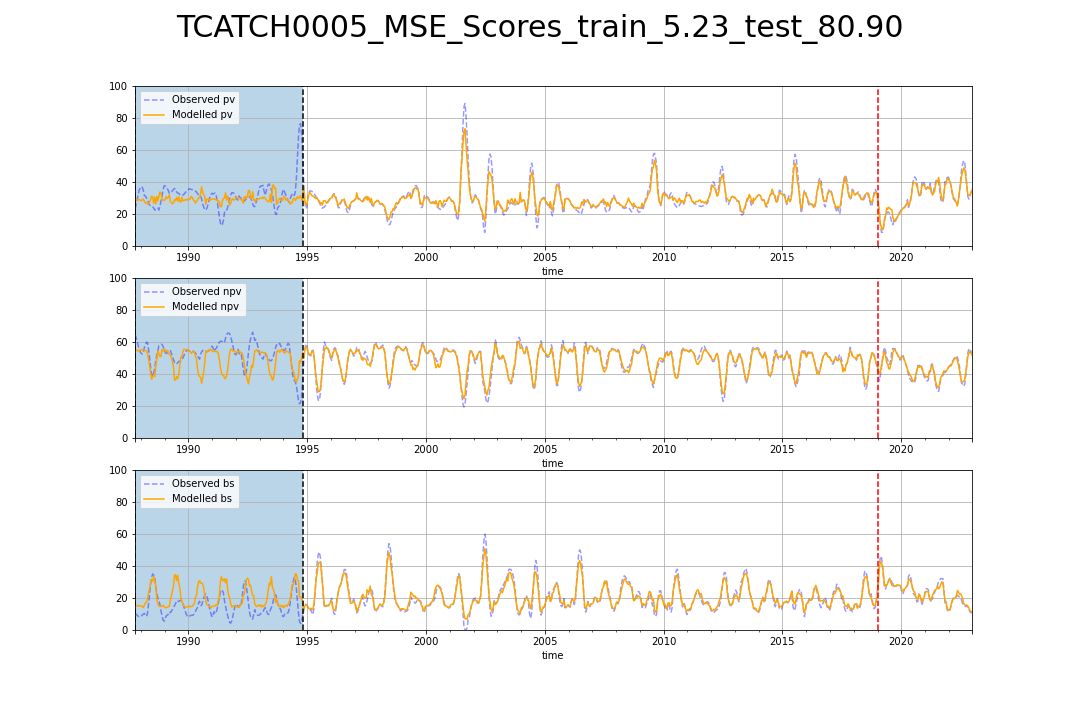 TCATCH0005_MSE_Scores_train_5.23_test_80.90
100
80
60
40
20
0
Observed pv
Modelled pv
1990 1995 2000 2005 2010 2015 2020
time
100
80
60
40
20
0
Observed npv
Modelled npv
1990 1995 2000 2005 2010 2015 2020
time
100
80
60
40
20
0
Observed bs
Modelled bs
1990 1995 2000 2005 2010 2015 2020
time